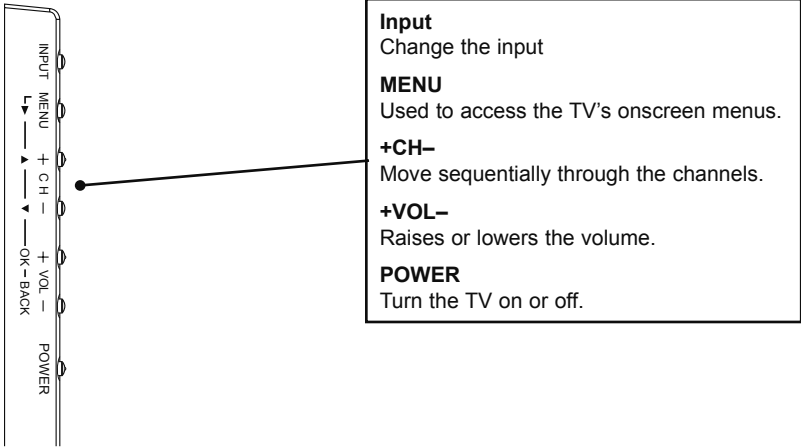 INPUT
MENU
+ CH –
+ VOL –
OK – BACK
POWER
Input
Change the input
MENU
Used to access the TV’s onscreen menus.
+CH–
Move sequentially through the channels.
+VOL–
Raises or lowers the volume.
POWER
Turn the TV on or off.